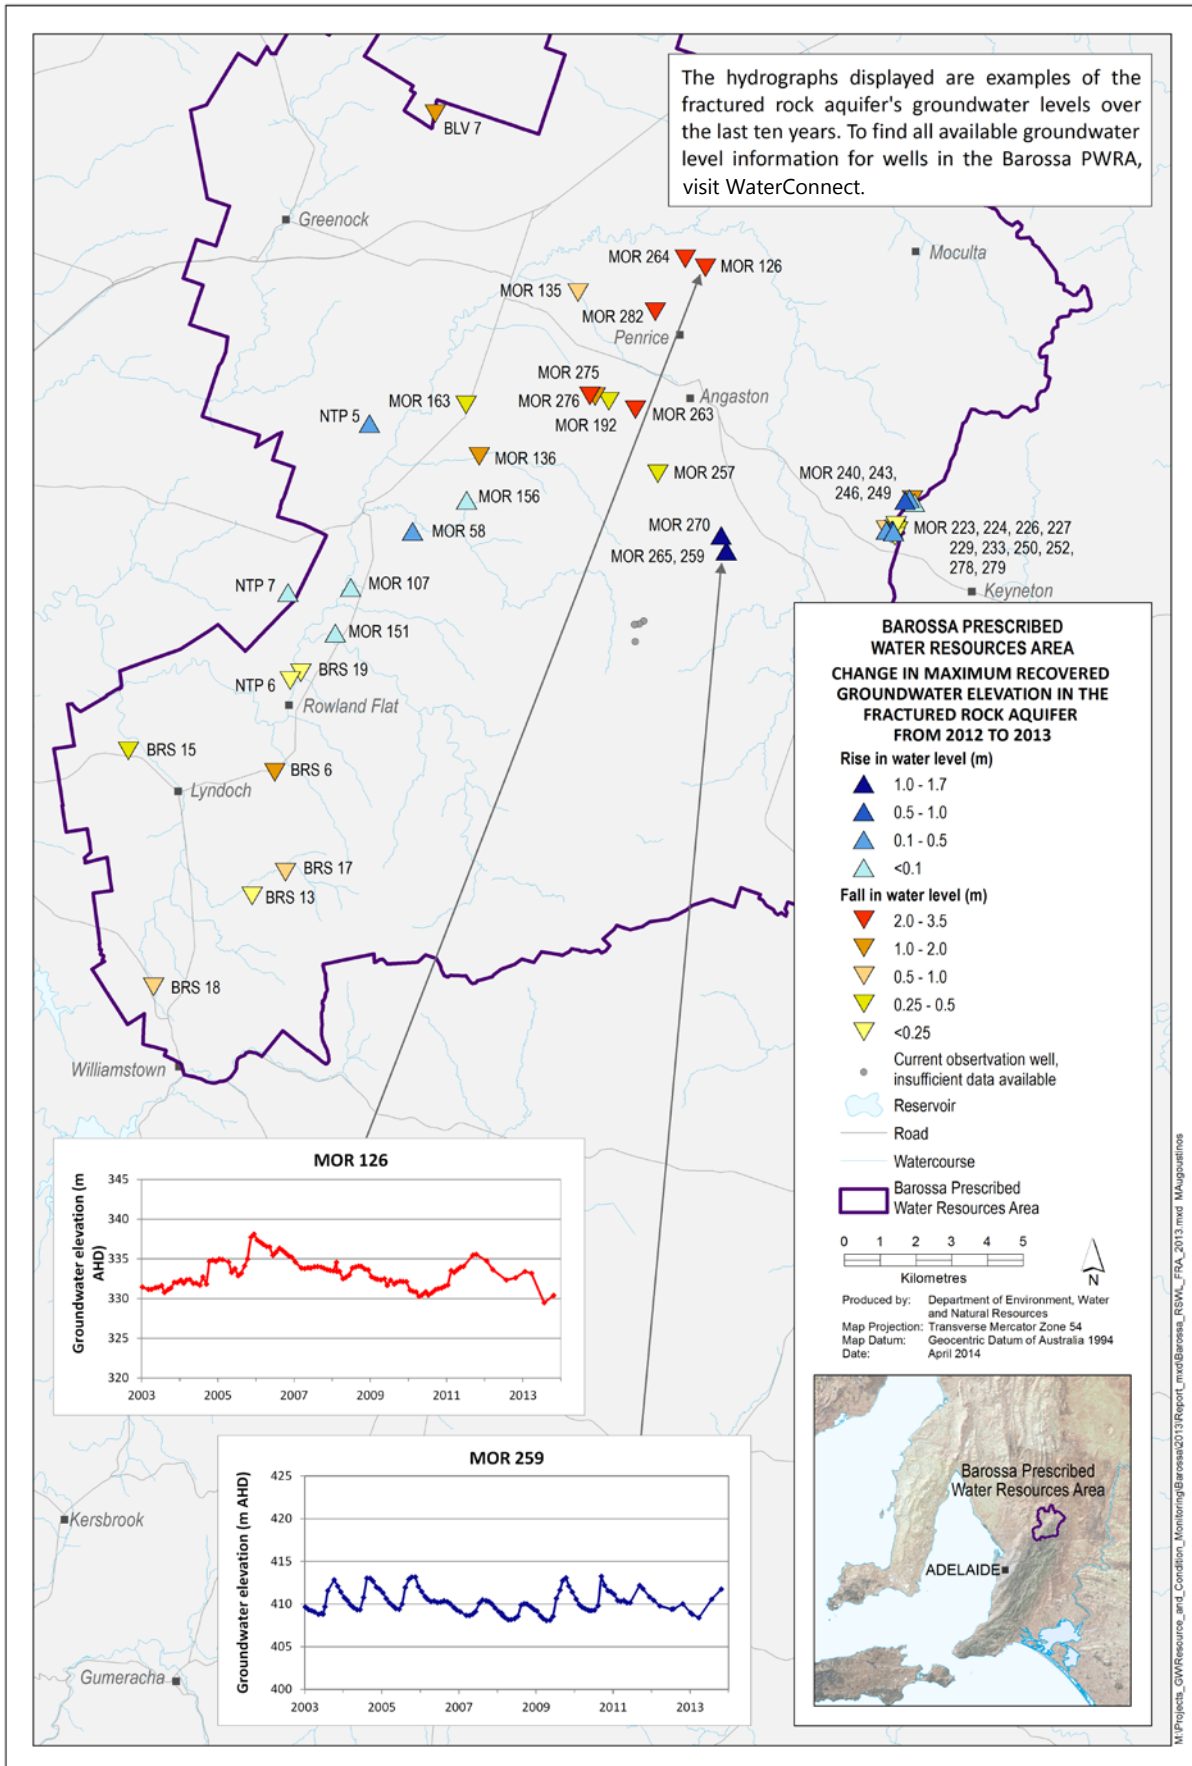 The hydrographs displayed are examples of the
fractured rock aquifer's groundwater levels over
the last ten years. To find all available groundwater
level information for wells in the Barossa PWRA,
visit WaterConnect.
BLV 7
Greenock
Moculta
MOR 264
MOR 126
MOR 135
MOR 282
Penrice
MOR 275
MOR 276
MOR 192
MOR 263
Angaston
MOR 163
NTP 5
MOR 136
MOR 257
MOR 156
MOR 58
MOR 240, 243,
246, 249
MOR 270
MOR 265, 259
MOR 223, 224, 226, 227
229, 233, 250, 252,
278, 279
Keyneton
NTP 7
MOR 107
MOR 151
BRS 19
NTP 6
Rowland Flat
BRS 15
BRS 6
Lyndoch
BRS 17
BRS 13
BRS 18
Williamstown
Kersbrook
Gumeracha
BAROSSA PRESCRIBED
WATER RESOURCES AREA
CHANGE IN MAXIMUM RECOVERED
GROUNDWATER ELEVATION IN THE
FRACTURED ROCK AQUIFER
FROM 2012 TO 2013
Rise in water level (m)
1.0 - 1.7
0.5 - 1.0
0.1 - 0.5
<0.1
Fall in water level (m)
2.0 - 3.5
1.0 - 2.0
0.5 - 1.0
0.25 - 0.5
<0.25
Current obsertvation well,
insufficient data available
Reservoir
Road
Watercourse
Barossa Prescribed
Water Resources Area
0 1 2 3 4 5
Kilometres
N
Produced by: Department of Environment, Water
and Natural Resources
Map Projection: Transverse Mercator Zone 54
Map Datum: Geocentric Datum of Australia 1994
Date: April 2014
Barossa Prescribed
Water Resources Area
ADELAIDE
MOR 126
Groundwater elevation (m
AHD)
345
340
335
330
325
320
2003 2005 2007 2009 2011 2013
MOR 259
Groundwater elevation (m AHD)
425
420
415
410
405
400
2003 2005 2007 2009 2011 2013
M:\Projects_GW\Resource_and_Condition_Monitoring\Barossa\2013\Report_mxd\Barossa_RSWL_FRA_2013.mxd MAugoustinos